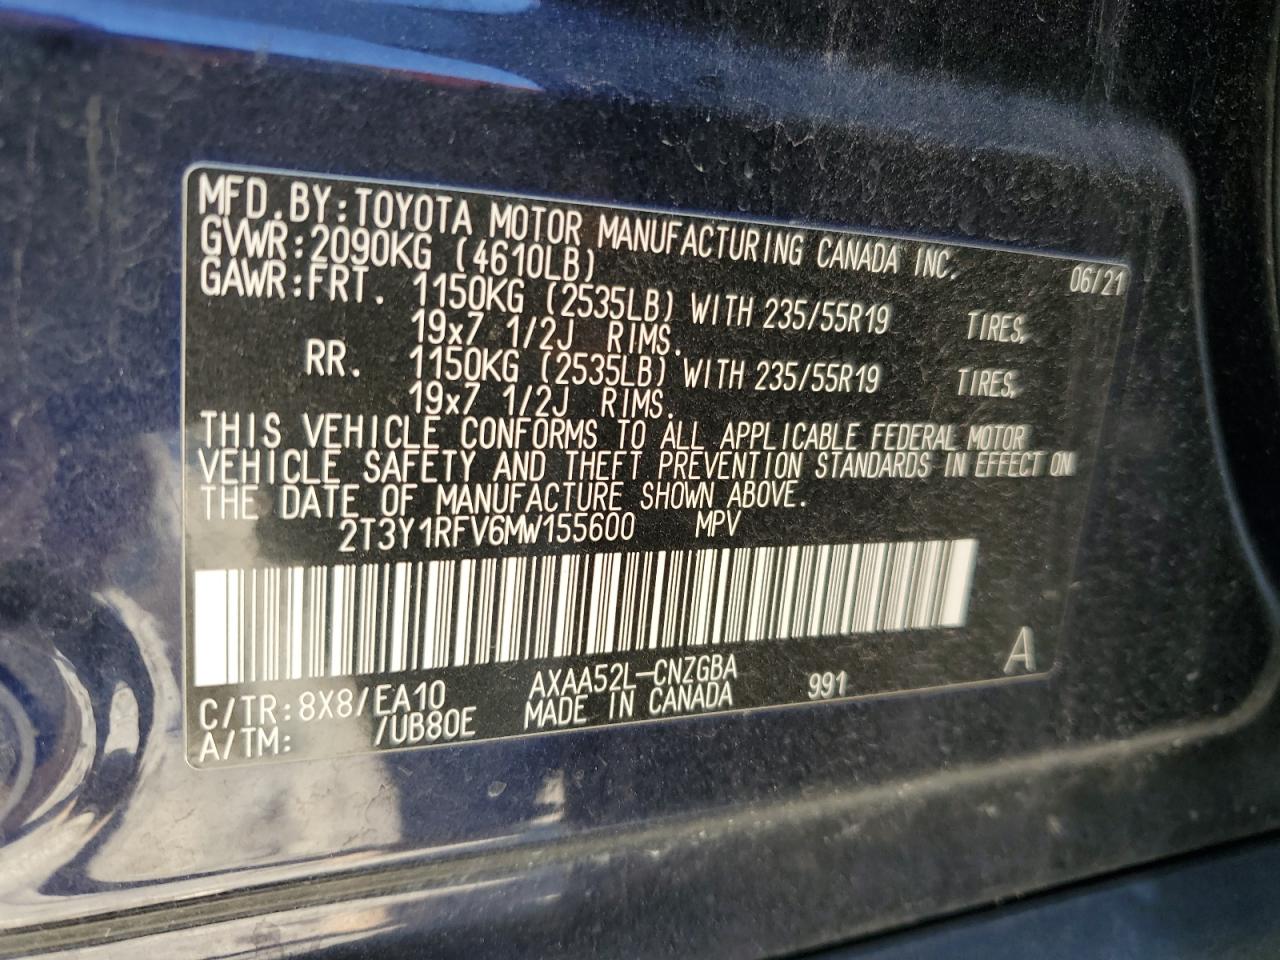 MFD.BY:TOYOTA MOTOR MANUFACTURING CANADA INC. 06/21
GVWR:2090KG (4610LB)
GAWR:FRT. 1150KG (2535LB) WITH 235/55R19 TIRES,
19x7 1/2J RIMS.
RR. 1150KG (2535LB) WITH 235/55R19 TIRES,
19x7 1/2J RIMS.
THIS VEHICLE CONFORMS TO ALL APPLICABLE FEDERAL MOTOR
VEHICLE SAFETY AND THEFT PREVENTION STANDARDS IN EFFECT ON
THE DATE OF MANUFACTURE SHOWN ABOVE.
2T3Y1RFV6MW155600 MPV
A
C/TR:8X8/EA10 AXAA52L-CNZGBA 991
A/TM: /UB80E MADE IN CANADA